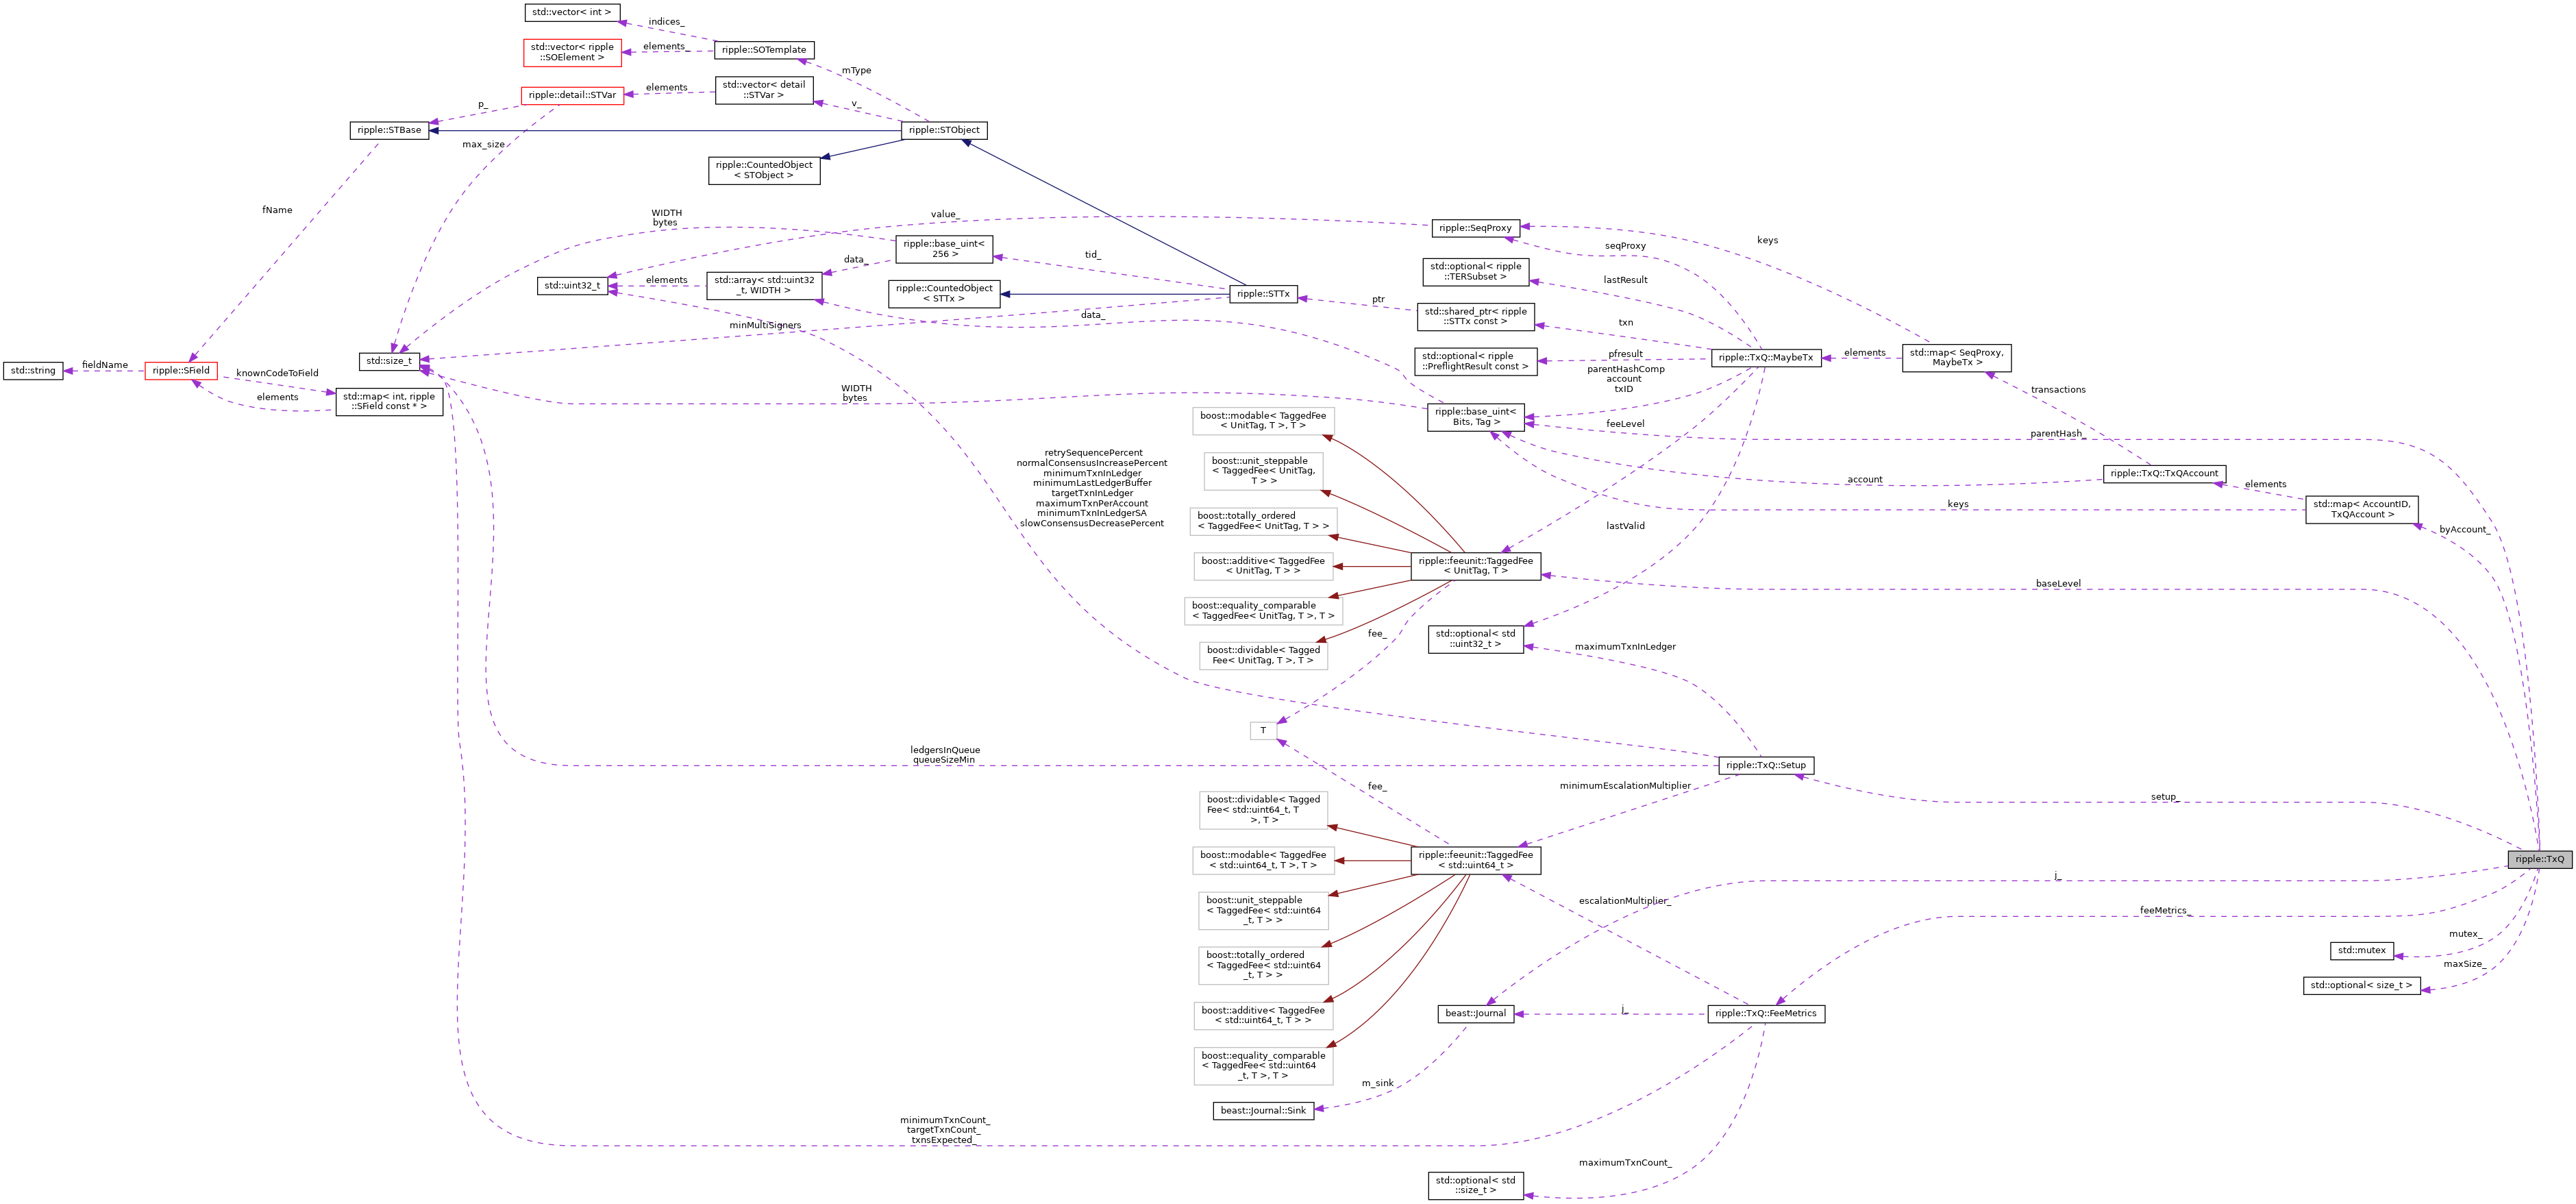 std::vector< int >
indices_
std::vector< ripple
::SOElement >
elements_
ripple::SOTemplate
mType
ripple::detail::STVar
elements
std::vector< detail
::STVar >
v_
p_
ripple::STBase
ripple::STObject
max_size
ripple::CountedObject
< STObject >
fName
WIDTH
bytes
value_
ripple::SeqProxy
keys
ripple::base_uint<
256 >
tid_
seqProxy
data_
std::optional< ripple
::TERSubset >
lastResult
std::uint32_t
elements
std::array< std::uint32
_t, WIDTH >
ripple::CountedObject
< STTx >
ripple::STTx
ptr
std::shared_ptr< ripple
::STTx const >
txn
minMultiSigners
data_
std::size_t
std::optional< ripple
::PreflightResult const >
pfresult
ripple::TxQ::MaybeTx
elements
std::map< SeqProxy,
MaybeTx >
std::string
fieldName
ripple::SField
knownCodeToField
elements
std::map< int, ripple
::SField const * >
WIDTH
bytes
parentHashComp
account
txID
transactions
ripple::base_uint<
Bits, Tag >
feeLevel
parentHash_
boost::modable< TaggedFee
< UnitTag, T >, T >
boost::unit_steppable
< TaggedFee< UnitTag,
T > >
boost::totally_ordered
< TaggedFee< UnitTag, T > >
boost::additive< TaggedFee
< UnitTag, T > >
boost::equality_comparable
< TaggedFee< UnitTag, T >, T >
boost::dividable< Tagged
Fee< UnitTag, T >, T >
retrySequencePercent
normalConsensusIncreasePercent
minimumTxnInLedger
minimumLastLedgerBuffer
targetTxnInLedger
maximumTxnPerAccount
minimumTxnInLedgerSA
slowConsensusDecreasePercent
account
ripple::TxQ::TxQAccount
elements
keys
std::map< AccountID,
TxQAccount >
byAccount_
lastValid
ripple::feeunit::TaggedFee
< UnitTag, T >
baseLevel
fee_
std::optional< std
::uint32_t >
maximumTxnInLedger
T
ledgersInQueue
queueSizeMin
ripple::TxQ::Setup
fee_
minimumEscalationMultiplier
setup_
boost::dividable< Tagged
Fee< std::uint64_t, T
>, T >
boost::modable< TaggedFee
< std::uint64_t, T >, T >
boost::unit_steppable
< TaggedFee< std::uint64
_t, T > >
boost::totally_ordered
< TaggedFee< std::uint64
_t, T > >
boost::additive< TaggedFee
< std::uint64_t, T > >
boost::equality_comparable
< TaggedFee< std::uint64
_t, T >, T >
ripple::feeunit::TaggedFee
< std::uint64_t >
ripple::TxQ
j_
escalationMultiplier_
feeMetrics_
mutex_
std::mutex
maxSize_
std::optional< size_t >
beast::Journal
j_
ripple::TxQ::FeeMetrics
m_sink
beast::Journal::Sink
minimumTxnCount_
targetTxnCount_
txnsExpected_
maximumTxnCount_
std::optional< std
::size_t >